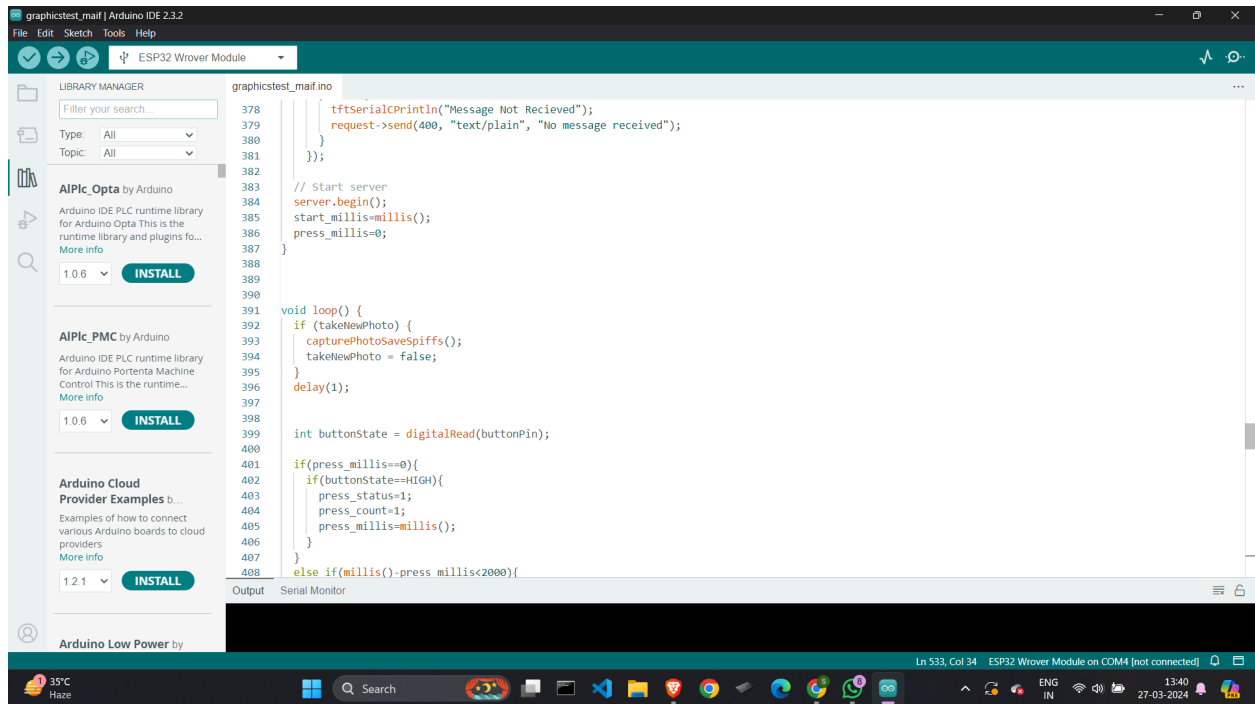 graphicstest_maif | Arduino IDE 2.3.2
File Edit Sketch Tools Help
ESP32 Wrover Module
LIBRARY MANAGER
Filter your search...
Type: All
Topic: All
AlPlc_Opta by Arduino
Arduino IDE PLC runtime library
for Arduino Opta This is the
runtime library and plugins fo...
More info
1.0.6 INSTALL
AlPlc_PMC by Arduino
Arduino IDE PLC runtime library
for Arduino Portenta Machine
Control This is the runtime...
More info
1.0.6 INSTALL
Arduino Cloud
Provider Examples b...
Examples of how to connect
various Arduino boards to cloud
providers
More info
1.2.1 INSTALL
Arduino Low Power by
graphicstest_maif.ino
378 tftSerialCPrintln("Message Not Recieved");
379 request->send(400, "text/plain", "No message received");
380 }
381 });
382
383 // Start server
384 server.begin();
385 start_millis=millis();
386 press_millis=0;
387 }
388
389
390
391 void loop() {
392 if (takeNewPhoto) {
393 capturePhotoSaveSpiffs();
394 takeNewPhoto = false;
395 }
396 delay(1);
397
398
399 int buttonState = digitalRead(buttonPin);
400
401 if(press_millis==0){
402 if(buttonState==HIGH){
403 press_status=1;
404 press_count=1;
405 press_millis=millis();
406 }
407 }
408 else if(millis()-press_millis<2000){
Output Serial Monitor
Ln 533, Col 34 ESP32 Wrover Module on COM4 [not connected]
1
35°C
Haze
Search
S
8
ENG
IN
13:40
27-03-2024